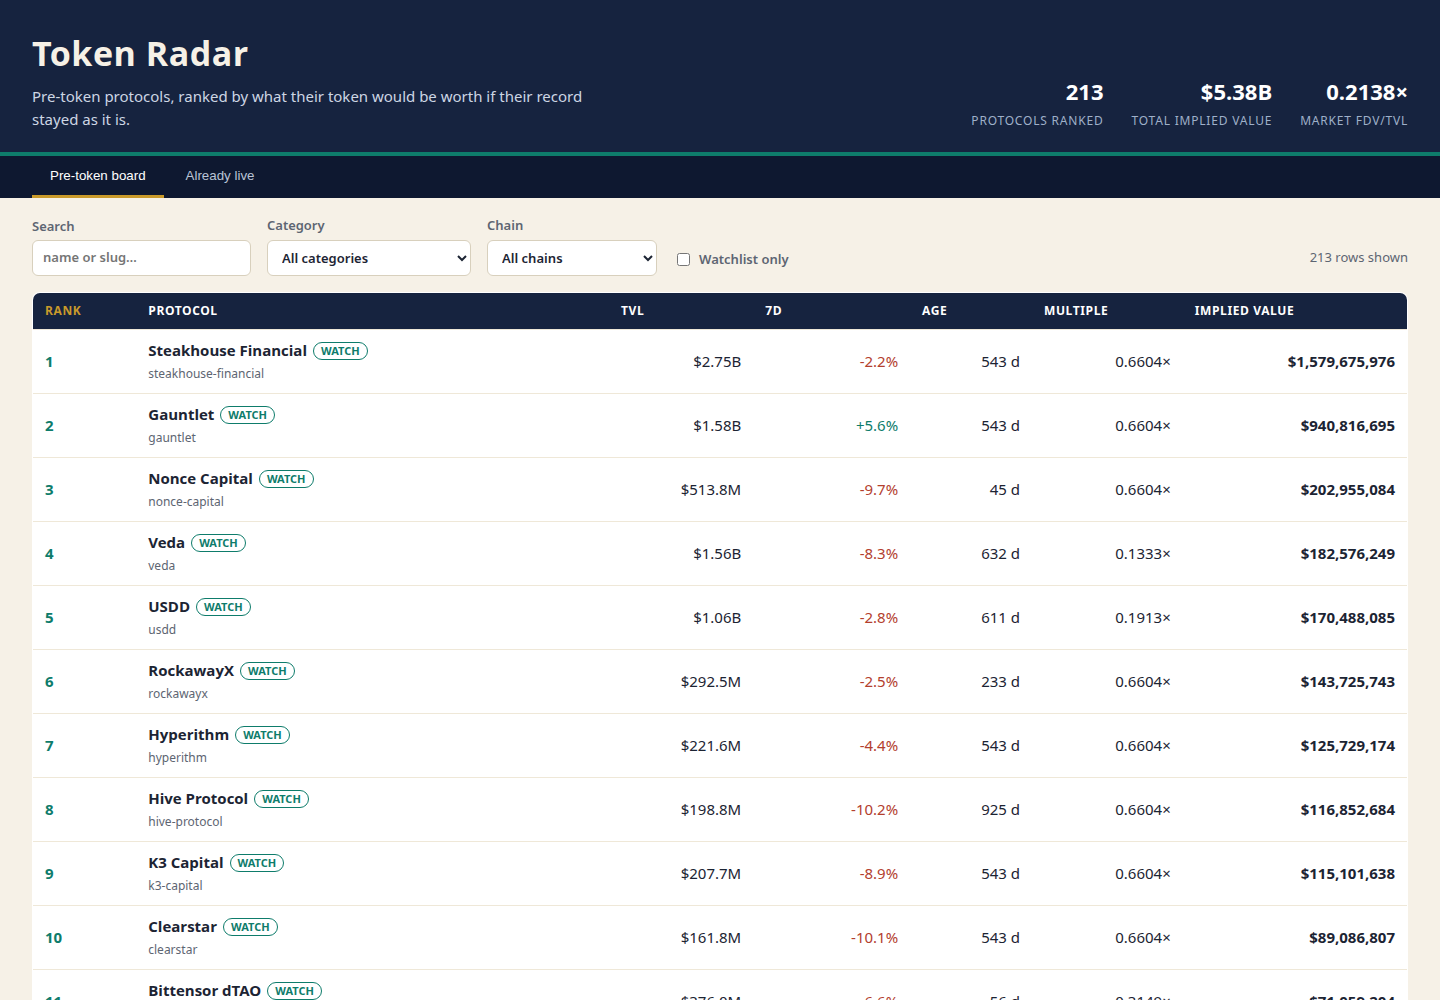 Token Radar
Pre-token protocols, ranked by what their token would be worth if their record
stayed as it is.
213
PROTOCOLS RANKED
$5.38B
TOTAL IMPLIED VALUE
0.2138×
MARKET FDV/TVL
Pre-token board
Already live
Search
name or slug...
Category
All categories
Chain
All chains
Watchlist only
213 rows shown
RANK PROTOCOL TVL 7D AGE MULTIPLE IMPLIED VALUE
1 Steakhouse Financial WATCH $2.75B -2.2% 543 d 0.6604× $1,579,675,976
steakhouse-financial
2 Gauntlet WATCH $1.58B +5.6% 543 d 0.6604× $940,816,695
gauntlet
3 Nonce Capital WATCH $513.8M -9.7% 45 d 0.6604× $202,955,084
nonce-capital
4 Veda WATCH $1.56B -8.3% 632 d 0.1333× $182,576,249
veda
5 USDD WATCH $1.06B -2.8% 611 d 0.1913× $170,488,085
usdd
6 RockawayX WATCH $292.5M -2.5% 233 d 0.6604× $143,725,743
rockawayx
7 Hyperithm WATCH $221.6M -4.4% 543 d 0.6604× $125,729,174
hyperithm
8 Hive Protocol WATCH $198.8M -10.2% 925 d 0.6604× $116,852,684
hive-protocol
9 K3 Capital WATCH $207.7M -8.9% 543 d 0.6604× $115,101,638
k3-capital
10 Clearstar WATCH $161.8M -10.1% 543 d 0.6604× $89,086,807
clearstar
Bittensor dTAO WATCH